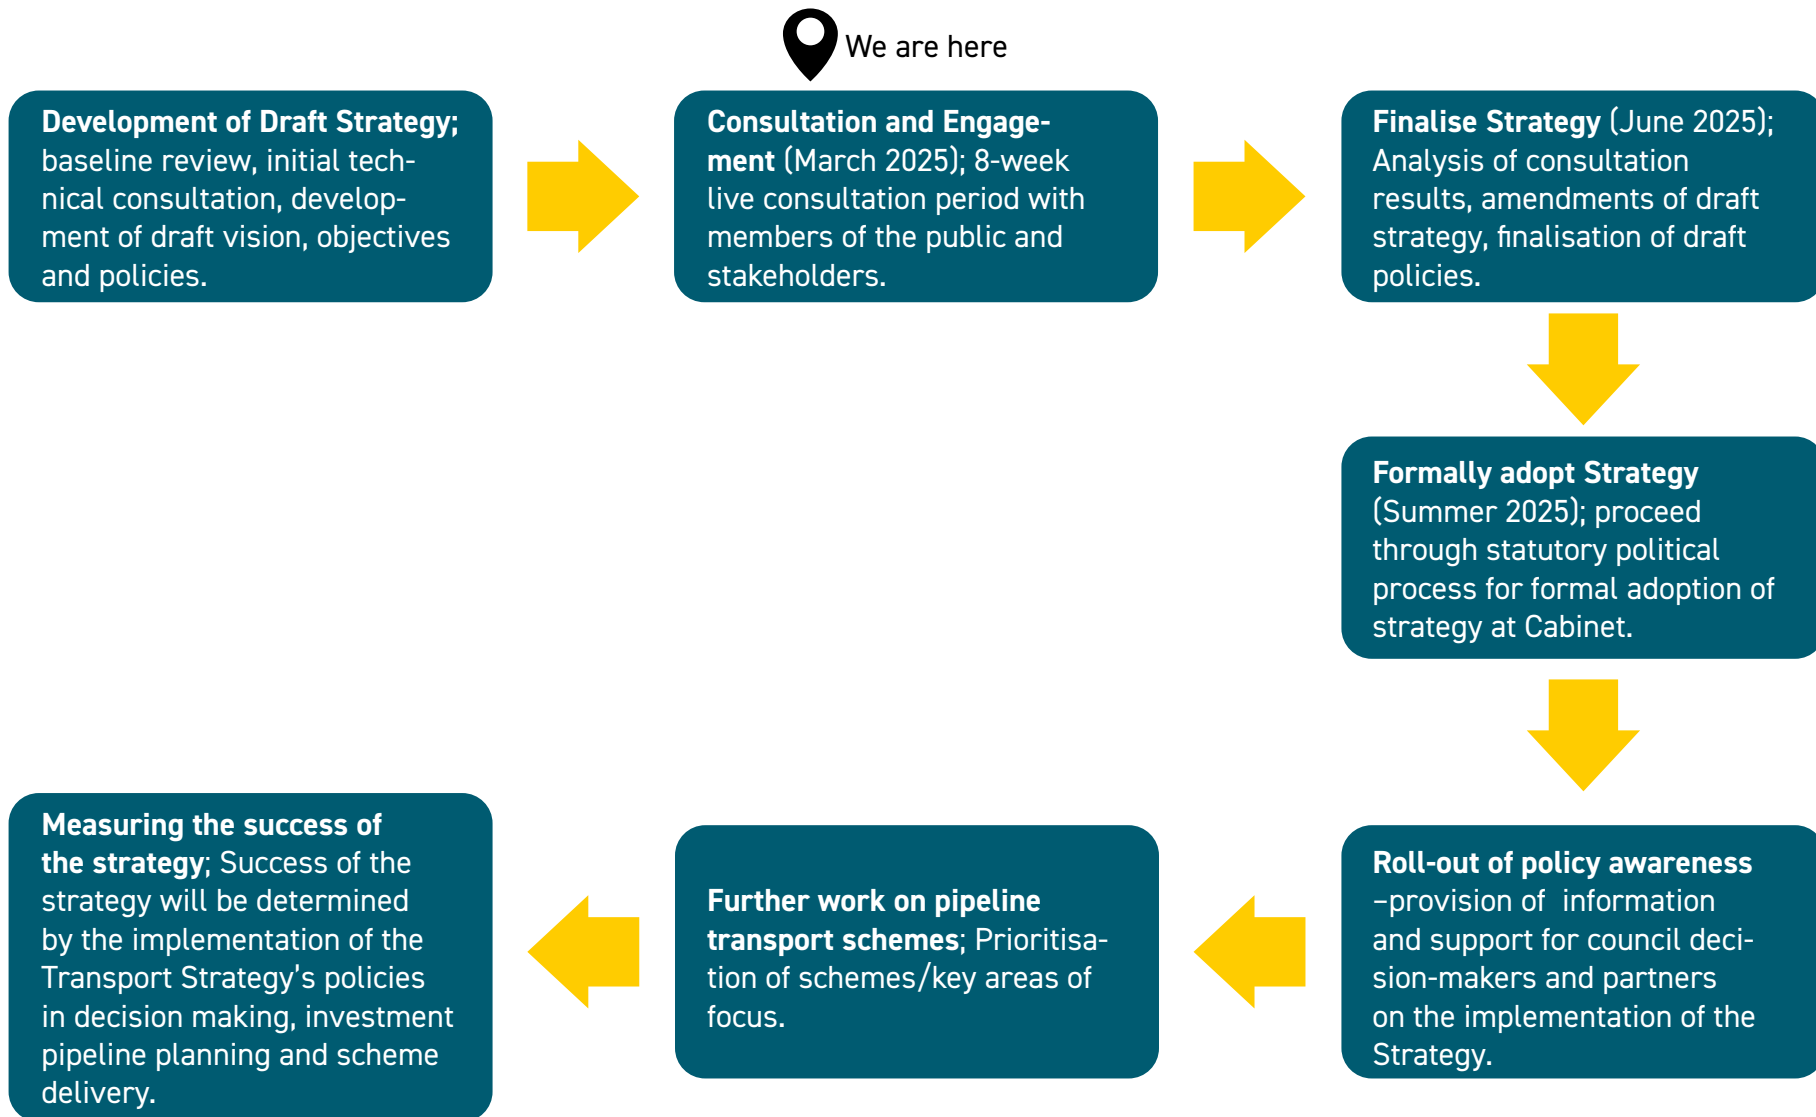 We are here
Development of Draft Strategy;
baseline review, initial tech-
nical consultation, develop-
ment of draft vision, objectives
and policies.
Consultation and Engage-
ment (March 2025); 8-week
live consultation period with
members of the public and
stakeholders.
Finalise Strategy (June 2025);
Analysis of consultation
results, amendments of draft
strategy, finalisation of draft
policies.
Formally adopt Strategy
(Summer 2025); proceed
through statutory political
process for formal adoption of
strategy at Cabinet.
Roll-out of policy awareness
–provision of information
and support for council deci-
sion-makers and partners
on the implementation of the
Strategy.
Further work on pipeline
transport schemes; Prioritisa-
tion of schemes/key areas of
focus.
Measuring the success of
the strategy; Success of the
strategy will be determined
by the implementation of the
Transport Strategy's policies
in decision making, investment
pipeline planning and scheme
delivery.